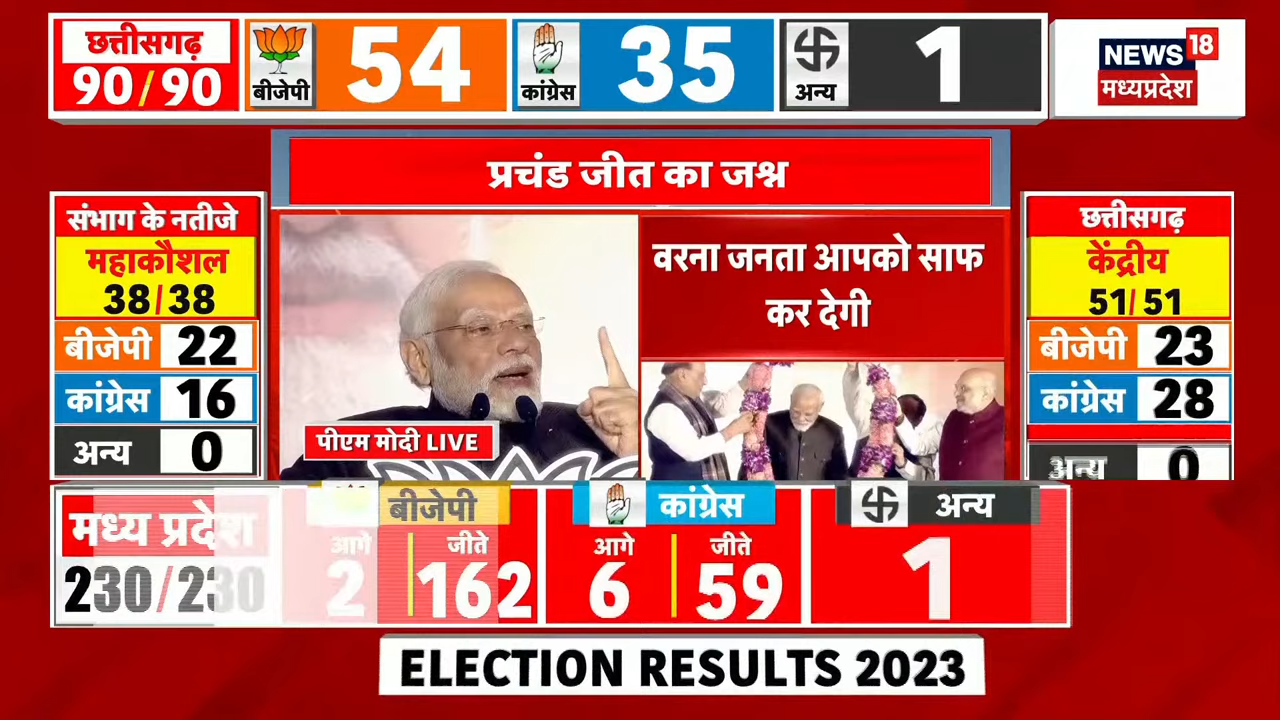 छत्तीसगढ़
90/90
बीजेपी
54
कांग्रेस
35
अन्य
1
NEWS 18
मध्यप्रदेश
प्रचंड जीत का जश्न
संभाग के नतीजे
महाकौशल
38/38
बीजेपी 22
कांग्रेस 16
अन्य 0
वरना जनता आपको साफ
कर देगी
पीएम मोदी LIVE
छत्तीसगढ़
केंद्रीय
51/51
बीजेपी 23
कांग्रेस 28
अन्य 0
मध्य प्रदेश
230/230
बीजेपी
आगे जीते
2 162
कांग्रेस
आगे जीते
6 59
अन्य
1
ELECTION RESULTS 2023